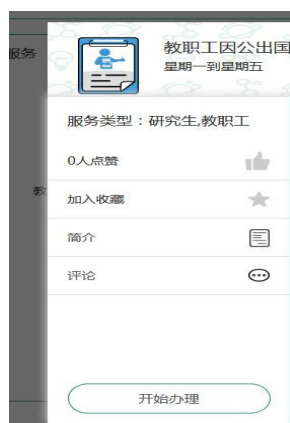 服务
教职工因公出国
星期一到星期五
服务类型：研究生,教职工
0人点赞
教
加入收藏
简介
评论
开始办理